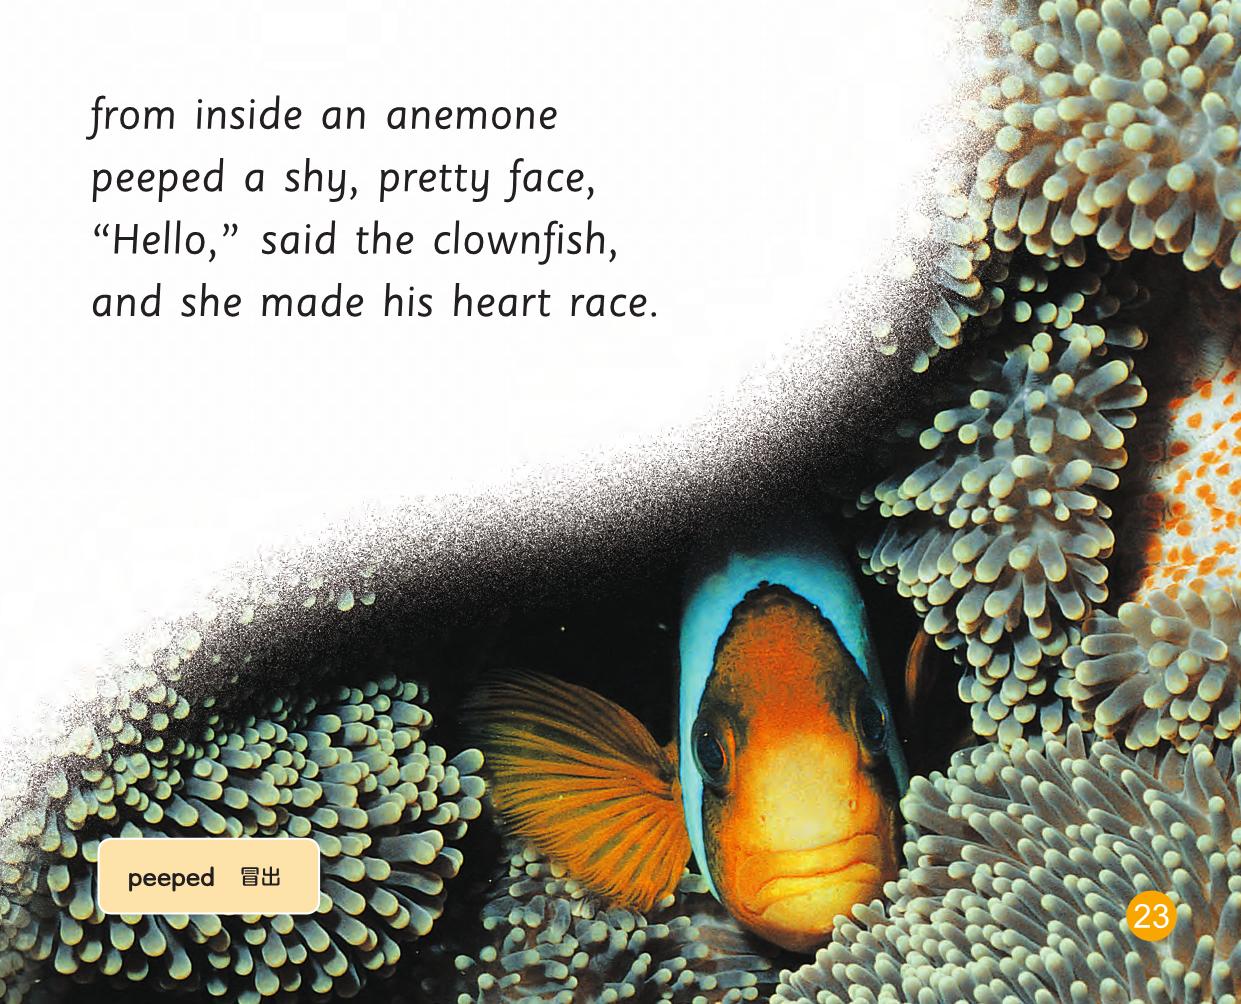 from inside an anemone
peeped a shy, pretty face,
“Hello,” said the clownfish,
and she made his heart race.
peeped 冒出
23